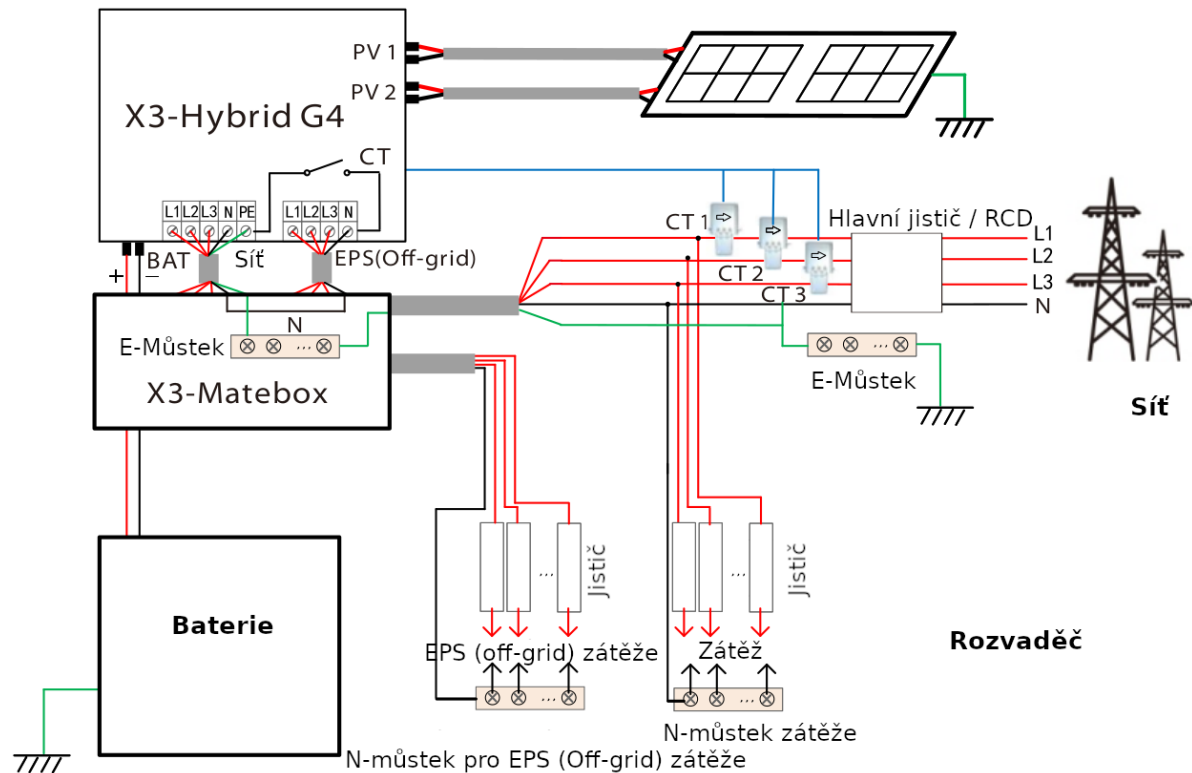 PV 1
PV 2
X3-Hybrid G4
CT
L1 L2 L3 N PE
L1 L2 L3 N
+ BAT –
Síť
EPS(Off-grid)
CT 1
CT 2
CT 3
Hlavní jistič / RCD
L1
L2
L3
N
N
E-Můstek
...
X3-Matebox
...
E-Můstek
Síť
...
Jistič
...
Jistič
Baterie
EPS (off-grid) zátěže
Zátěž
Rozvaděč
...
...
N-můstek zátěže
N-můstek pro EPS (Off-grid) zátěže